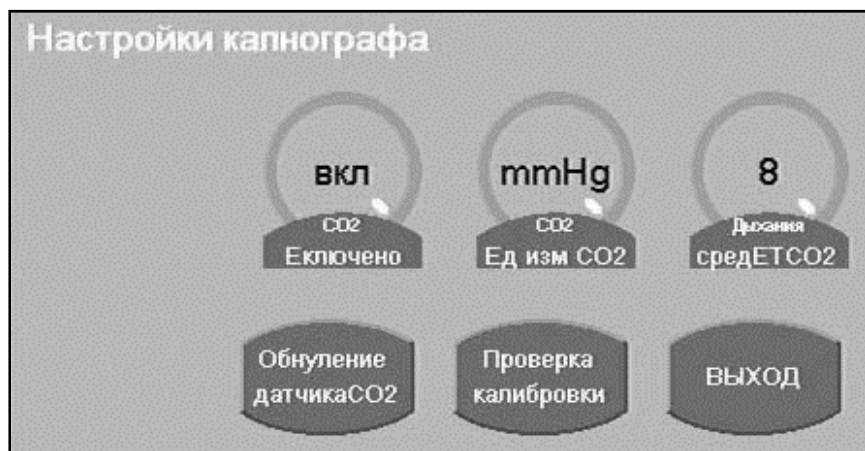 Настройки капнографа
вкл
mmHg
8
CO2
Еключено
CO2
Ед изм CO2
Дыхания
средETCO2
Обнуление
датчикаCO2
Проверка
калибровки
ВЫХОД